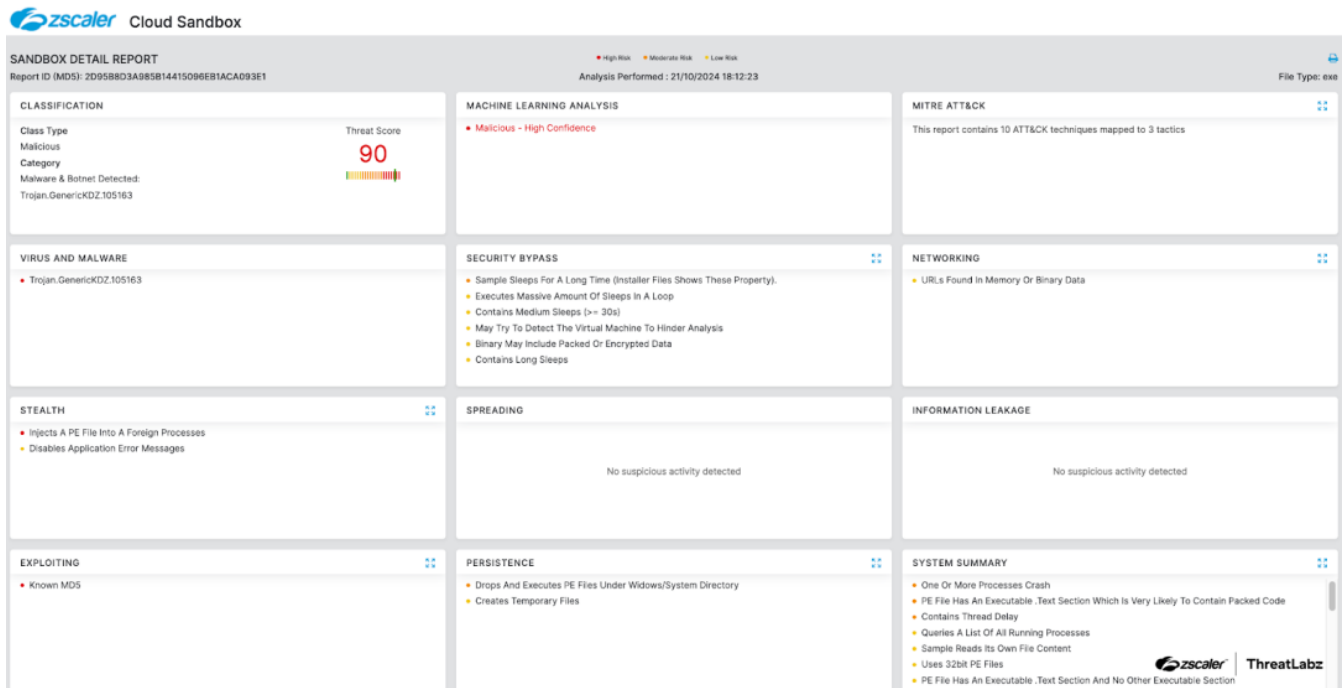 zscaler Cloud Sandbox
SANDBOX DETAIL REPORT
Report ID (MD5): 2D95B8D3A985B14415096EB1ACA093E1
High Risk Moderate Risk Low Risk
Analysis Performed : 21/10/2024 18:12:23
File Type: exe
CLASSIFICATION
Class Type
Malicious
Category
Malware & Botnet Detected:
Trojan.GenericKDZ.105163
Threat Score
90
MACHINE LEARNING ANALYSIS
Malicious - High Confidence
MITRE ATT&CK
This report contains 10 ATT&CK techniques mapped to 3 tactics
VIRUS AND MALWARE
Trojan.GenericKDZ.105163
SECURITY BYPASS
Sample Sleeps For A Long Time (Installer Files Shows These Property).
Executes Massive Amount Of Sleeps In A Loop
Contains Medium Sleeps (>= 30s)
May Try To Detect The Virtual Machine To Hinder Analysis
Binary May Include Packed Or Encrypted Data
Contains Long Sleeps
NETWORKING
URLs Found In Memory Or Binary Data
STEALTH
Injects A PE File Into A Foreign Processes
Disables Application Error Messages
SPREADING
No suspicious activity detected
INFORMATION LEAKAGE
No suspicious activity detected
EXPLOITING
Known MD5
PERSISTENCE
Drops And Executes PE Files Under Widows/System Directory
Creates Temporary Files
SYSTEM SUMMARY
One Or More Processes Crash
PE File Has An Executable .Text Section Which Is Very Likely To Contain Packed Code
Contains Thread Delay
Queries A List Of All Running Processes
Sample Reads Its Own File Content
Uses 32bit PE Files
PE File Has An Executable .Text Section And No Other Executable Section
zscaler ThreatLabz